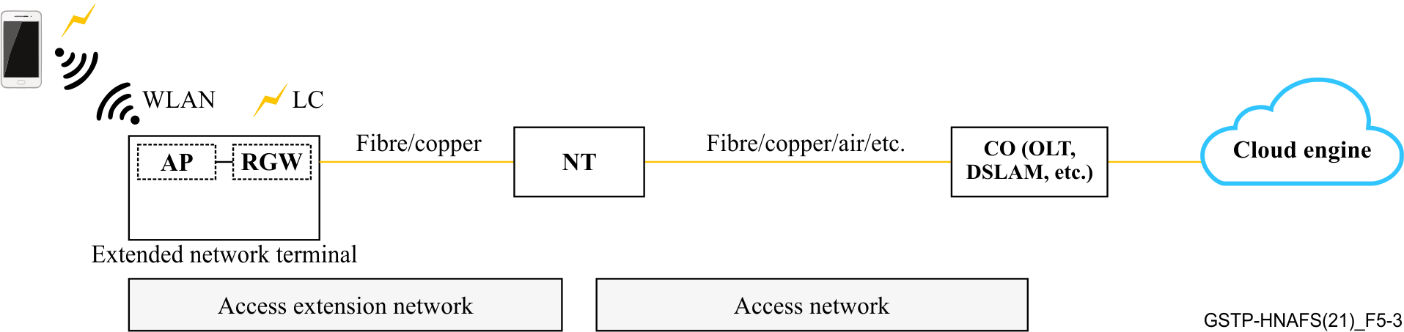 WLAN
LC
AP
RGW
Extended network terminal
Fibre/copper
NT
Fibre/copper/air/etc.
CO (OLT,
DSLAM, etc.)
Cloud engine
Access extension network
Access network
GSTP-HNAFS(21)_F5-3